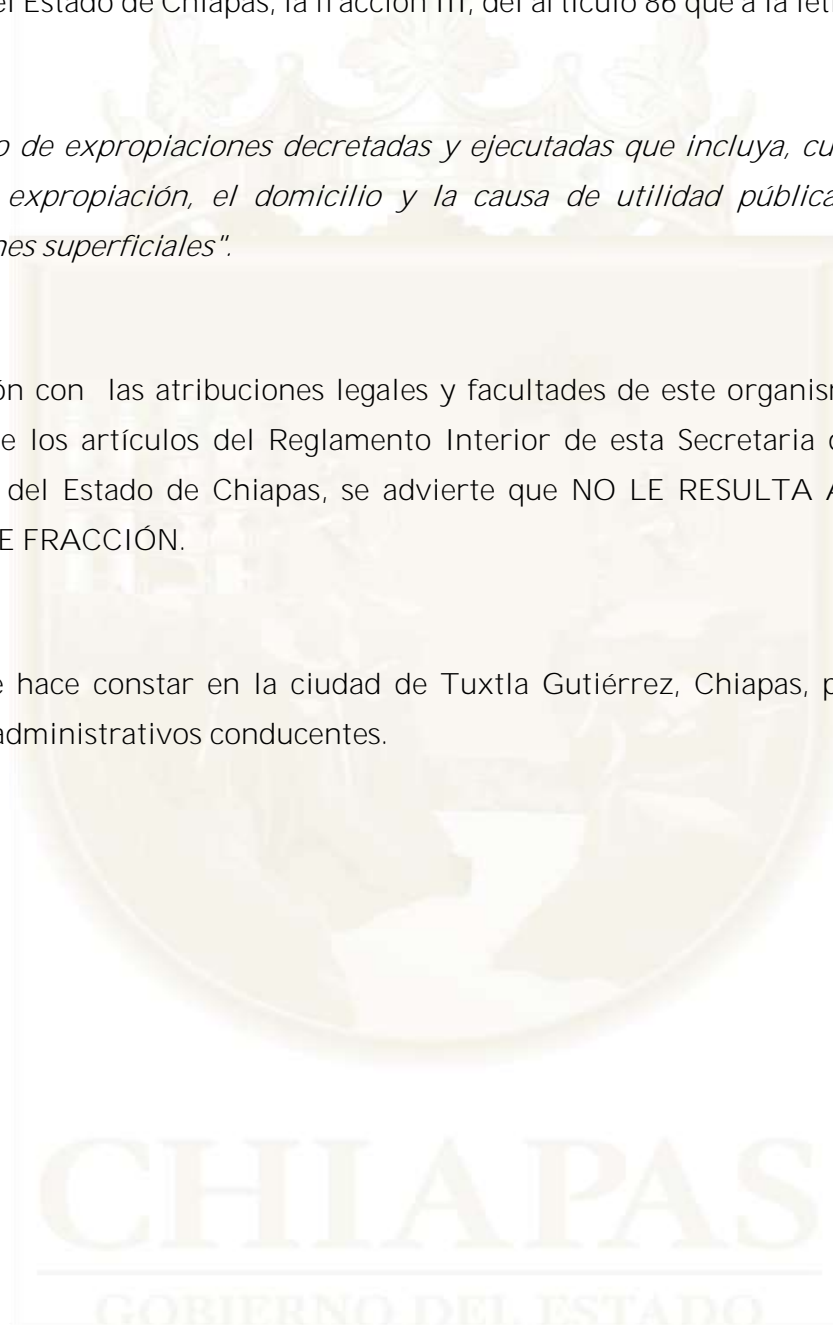 el Estado de Chiapas, la fracción III, del artículo 86 que a la let
o de expropiaciones decretadas y ejecutadas que incluya, cu
expropiación, el domicilio y la causa de utilidad pública
nes superficiales".
ón con las atribuciones legales y facultades de este organis
e los artículos del Reglamento Interior de esta Secretaria
del Estado de Chiapas, se advierte que NO LE RESULTA A
E FRACCIÓN.
e hace constar en la ciudad de Tuxtla Gutiérrez, Chiapas, p
administrativos conducentes.
CHIAPAS
GOBIERNO DEL ESTADO